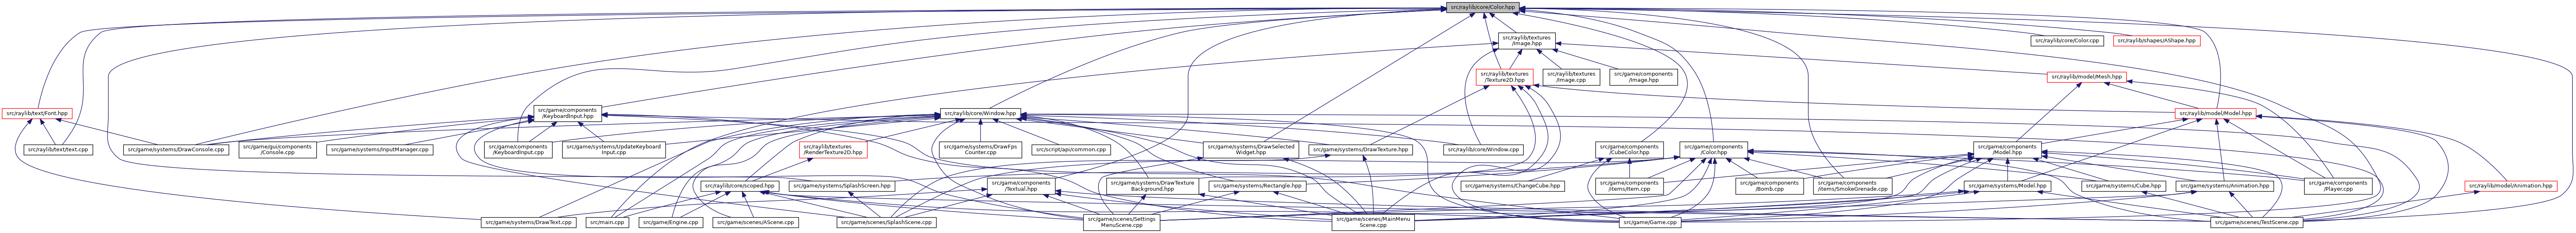 src/raylib/core/Color.hpp
src/raylib/textures
/Image.hpp
src/raylib/core/Color.cpp
src/raylib/shapes/AShape.hpp
src/raylib/textures
/Texture2D.hpp
src/raylib/textures
/Image.cpp
src/game/components
/Image.hpp
src/raylib/model/Mesh.hpp
src/raylib/text/Font.hpp
src/game/components
/KeyboardInput.hpp
src/raylib/core/Window.hpp
src/raylib/model/Model.hpp
src/raylib/text/text.cpp
src/game/systems/DrawConsole.cpp
src/game/gui/components
/Console.cpp
src/game/systems/InputManager.cpp
src/game/components
/KeyboardInput.cpp
src/game/systems/UpdateKeyboard
Input.cpp
src/raylib/textures
/RenderTexture2D.hpp
src/game/systems/DrawFps
Counter.cpp
src/script/api/common.cpp
src/game/systems/DrawSelected
Widget.hpp
src/game/systems/DrawTexture.hpp
src/raylib/core/Window.cpp
src/game/components
/CubeColor.hpp
src/game/components
/Color.hpp
src/game/components
/Model.hpp
src/raylib/core/scoped.hpp
src/game/systems/SplashScreen.hpp
src/game/components
/Textual.hpp
src/game/systems/DrawTexture
Background.hpp
src/game/systems/Rectangle.hpp
src/game/systems/ChangeCube.hpp
src/game/components
/items/Item.cpp
src/game/components
/Bomb.cpp
src/game/components
/items/SmokeGrenade.cpp
src/game/systems/Model.hpp
src/game/systems/Cube.hpp
src/game/systems/Animation.hpp
src/game/components
/Player.cpp
src/raylib/model/Animation.hpp
src/game/systems/DrawText.cpp
src/main.cpp
src/game/Engine.cpp
src/game/scenes/AScene.cpp
src/game/scenes/SplashScene.cpp
src/game/scenes/Settings
MenuScene.cpp
src/game/scenes/MainMenu
Scene.cpp
src/game/Game.cpp
src/game/scenes/TestScene.cpp